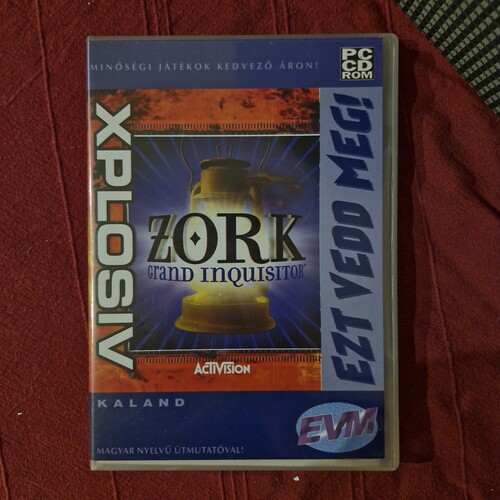 MINŐSÉGI JÁTÉKOK KEDVEZŐ ÁRON!
PC
CD
ROM
XPLOSIV
EZT VEDD MEG!
ZORK
GRAND INQUISITOR™
ACTIVISION
KALAND
EVM
MAGYAR NYELVŰ ÚTMUTATÓVAL!